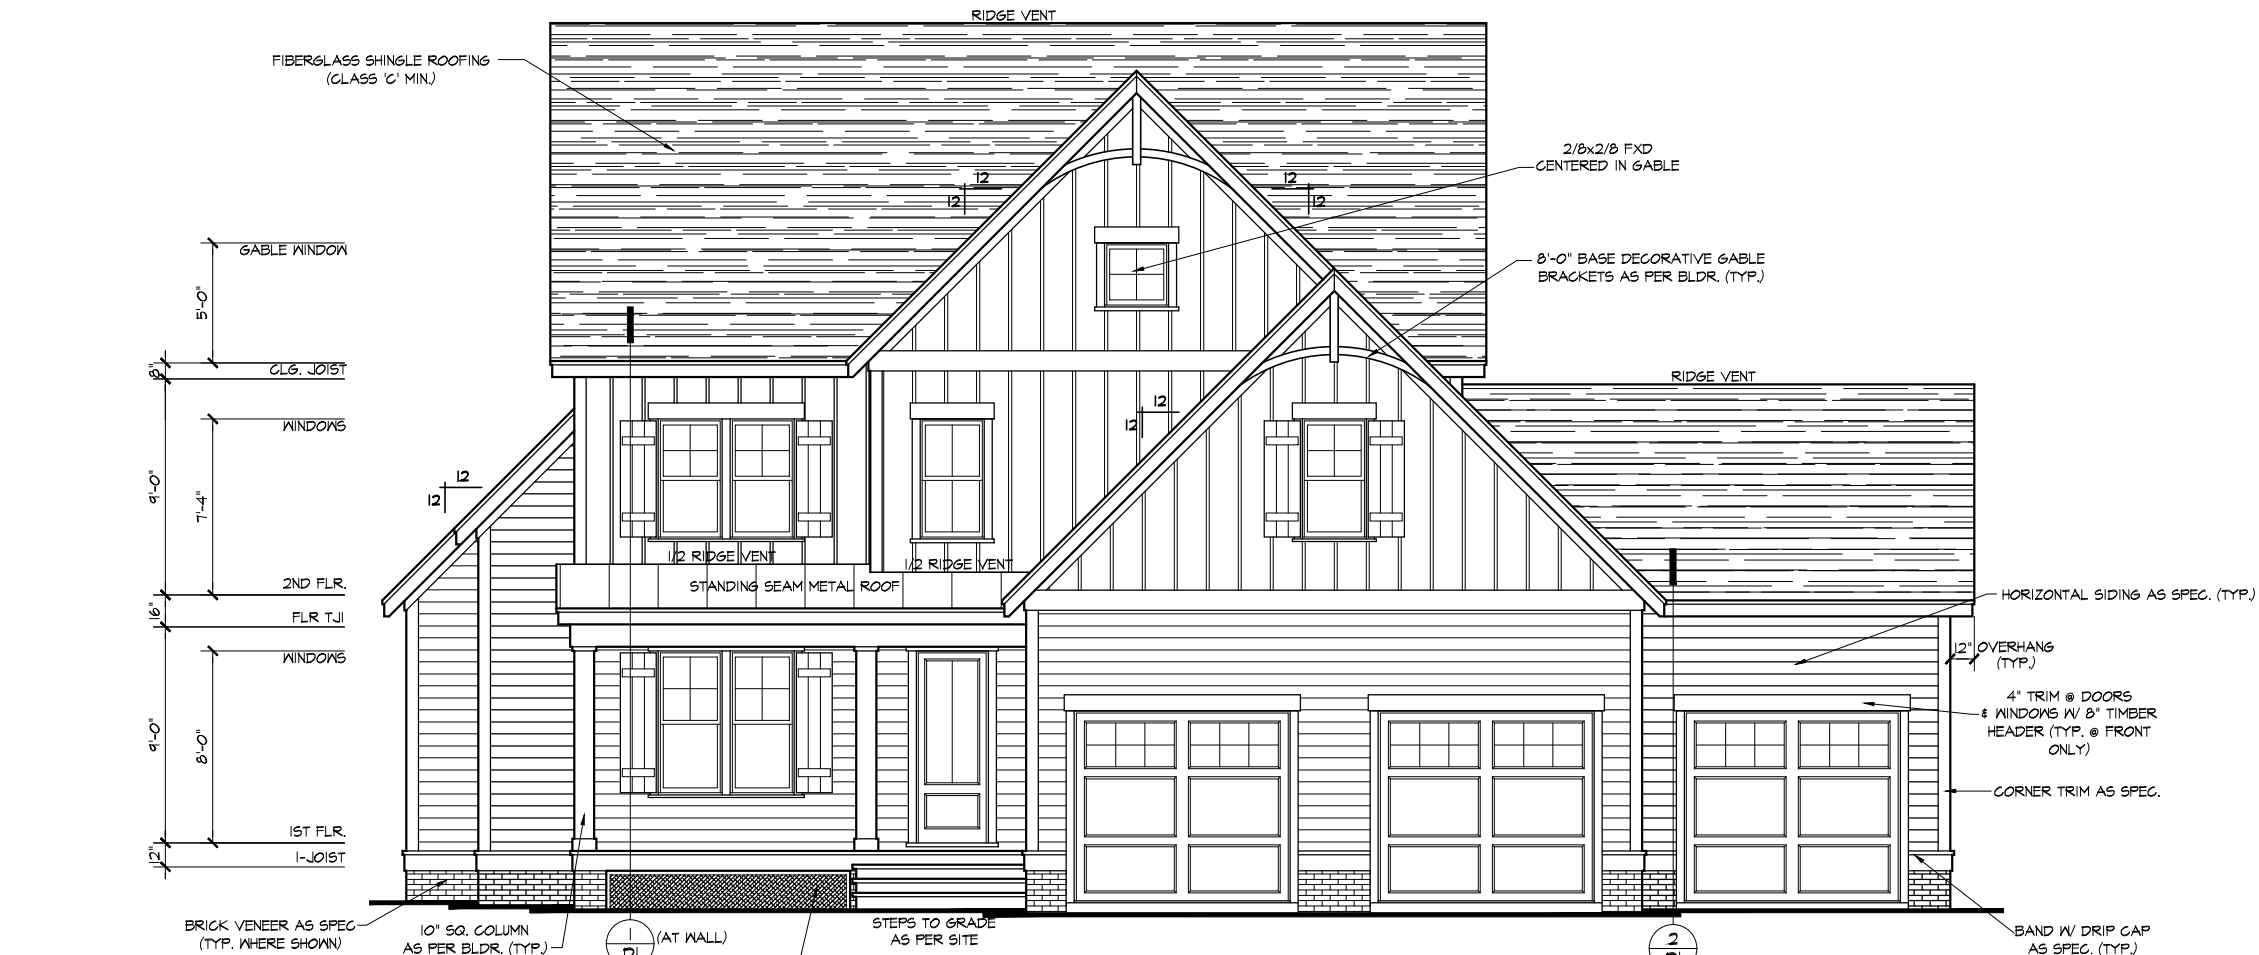 RIDGE VENT
FIBERGLASS SHINGLE ROOFING
(CLASS 'C' MIN.)
2/8x2/8 FXD
CENTERED IN GABLE
12
12
12
12
GABLE WINDOW
5'-0"
8'-0" BASE DECORATIVE GABLE
BRACKETS AS PER BLDR. (TYP.)
8"
CLG. JOIST
RIDGE VENT
12
12
WINDOWS
9'-0"
7'-4"
12
12
1/2 RIDGE VENT
1/2 RIDGE VENT
STANDING SEAM METAL ROOF
2ND FLR.
16"
FLR TJI
HORIZONTAL SIDING AS SPEC. (TYP.)
WINDOWS
12" OVERHANG
(TYP.)
4" TRIM @ DOORS
& WINDOWS W/ 8" TIMBER
HEADER (TYP. @ FRONT
ONLY)
9'-0"
8'-0"
CORNER TRIM AS SPEC.
1ST FLR.
12"
I-JOIST
BRICK VENEER AS SPEC
(TYP. WHERE SHOWN)
10" SQ. COLUMN
AS PER BLDR. (TYP.)
1
(AT WALL)
STEPS TO GRADE
AS PER SITE
2
BAND W/ DRIP CAP
AS SPEC. (TYP.)